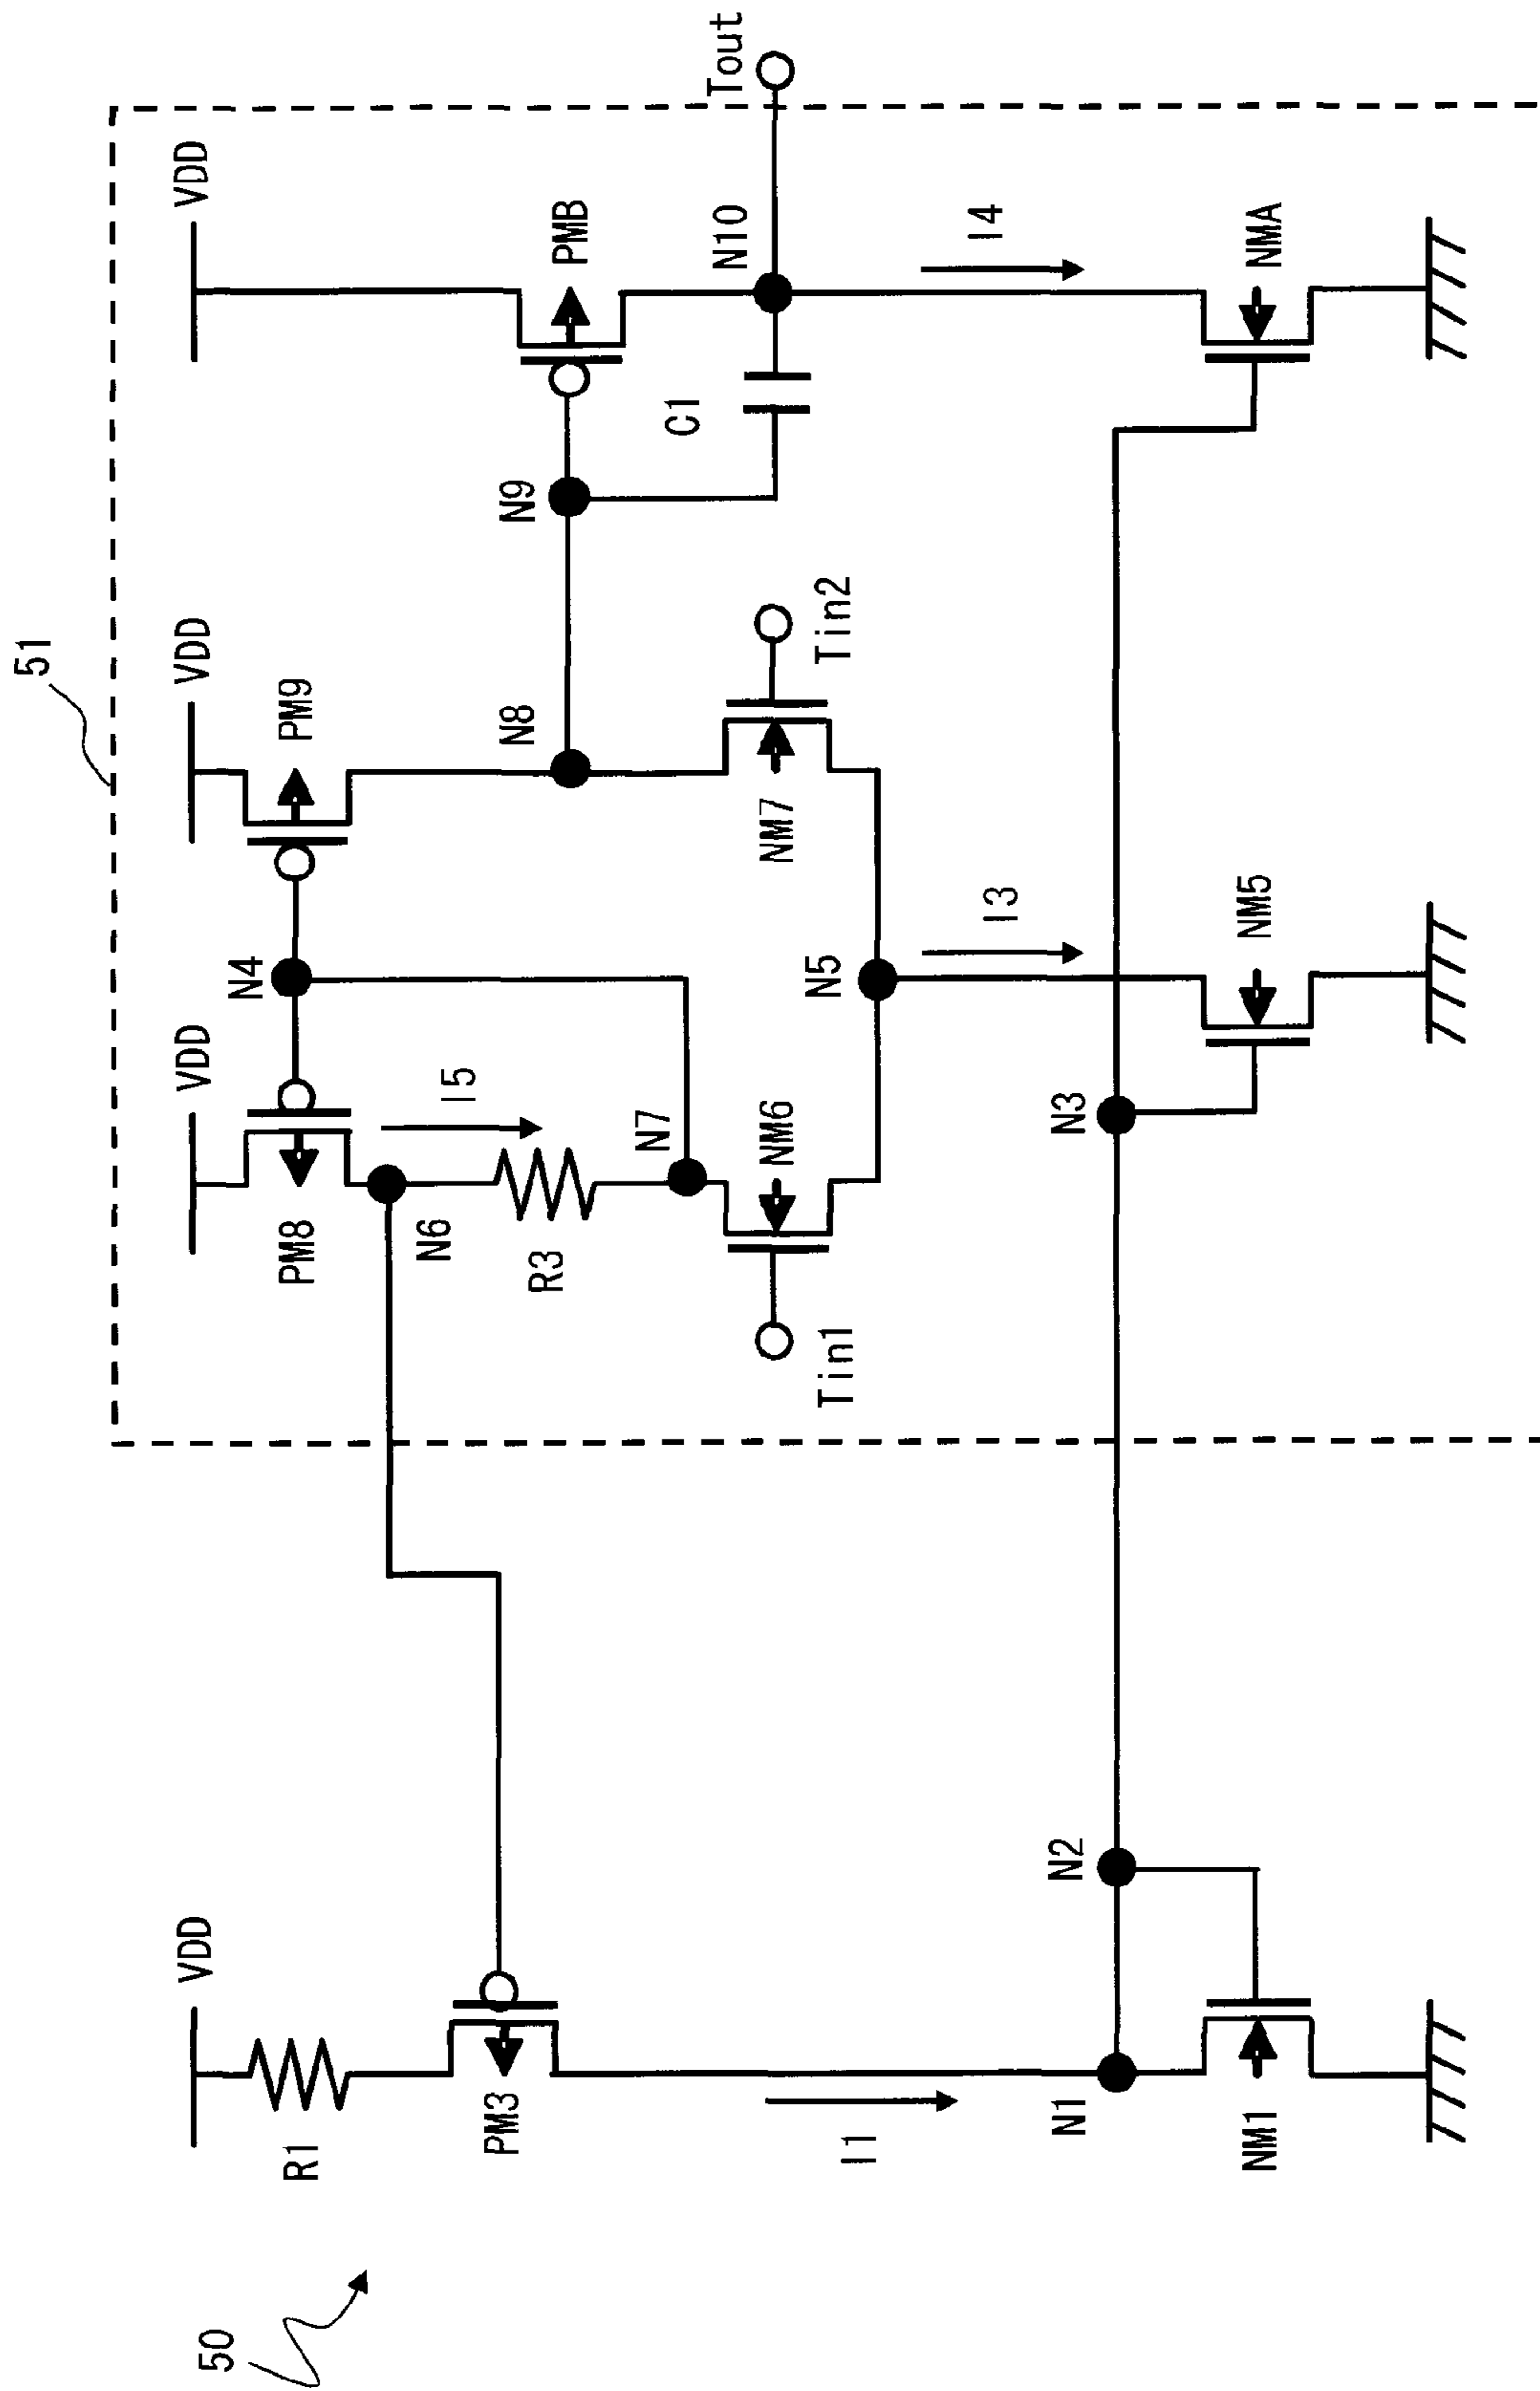 50
51
VDD
R1
PM3
I1
N1
N2
NM1
VDD
PM8
N4
N6
I5
R3
N7
NM6
Tin1
N5
I3
N3
NM5
VDD
PM9
N8
NM7
Tin2
N9
C1
VDD
PMB
N10
Tout
I4
NMA